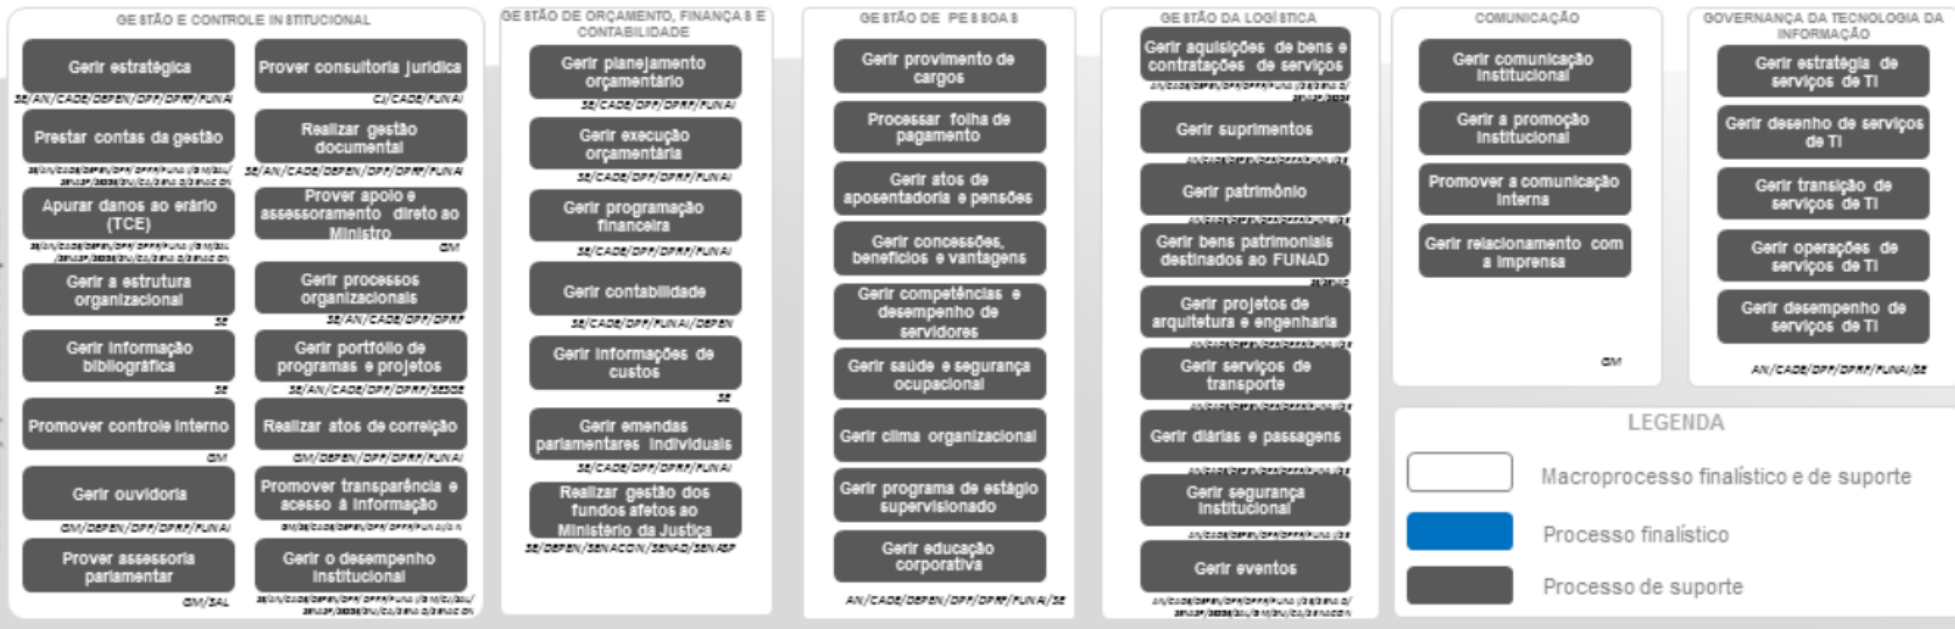 GESTÃO E CONTROLE INSTITUCIONAL
Gerir estratégica
SE/AN/CADE/DEPEN/DPF/DPRF/FUNAI
Prover consultoria jurídica
CJ/CADE/FUNAI
Prestar contas da gestão
Realizar gestão
documental
SE/AN/CADE/DEPEN/DPF/DPRF/FUNAI
Apurar danos ao erário
(TCE)
Prover apoio e
assessoramento direto ao
Ministro
GM
Gerir a estrutura
organizacional
SE
Gerir processos
organizacionais
SE/AN/CADE/DPF/DPRF
Gerir informação
bibliográfica
SE
Gerir portfólio de
programas e projetos
SE/AN/CADE/DPF/DPRF/SESGE
Promover controle interno
GM
Realizar atos de correição
GM/DEPEN/DPF/DPRF/FUNAI
Gerir ouvidoria
GM/DEPEN/DPF/DPRF/FUNAI
Promover transparência e
acesso à informação
Prover assessoria
parlamentar
GM/SAL
Gerir o desempenho
institucional
GESTÃO DE ORÇAMENTO, FINANÇAS E
CONTABILIDADE
Gerir planejamento
orçamentário
SE/CADE/DPF/DPRF/FUNAI
Gerir execução
orçamentária
SE/CADE/DPF/DPRF/FUNAI
Gerir programação
financeira
SE/CADE/DPF/DPRF/FUNAI
Gerir contabilidade
SE/CADE/DPF/FUNAI/DEPEN
Gerir informações de
custos
SE
Gerir emendas
parlamentares individuais
SE/CADE/DPF/DPRF/FUNAI
Realizar gestão dos
fundos afetos ao
Ministério da Justiça
SE/DEPEN/SENACON/SENAD/SENASP
GESTÃO DE PESSOAS
Gerir provimento de
cargos
Processar folha de
pagamento
Gerir atos de
aposentadoria e pensões
Gerir concessões,
benefícios e vantagens
Gerir competências e
desempenho de
servidores
Gerir saúde e segurança
ocupacional
Gerir clima organizacional
Gerir programa de estágio
supervisionado
Gerir educação
corporativa
AN/CADE/DEPEN/DPF/DPRF/FUNAI/SE
GESTÃO DA LOGÍSTICA
Gerir aquisições de bens e
contratações de serviços
Gerir suprimentos
Gerir patrimônio
Gerir bens patrimoniais
destinados ao FUNAD
Gerir projetos de
arquitetura e engenharia
Gerir serviços de
transporte
Gerir diárias e passagens
Gerir segurança
institucional
Gerir eventos
COMUNICAÇÃO
Gerir comunicação
institucional
Gerir a promoção
institucional
Promover a comunicação
interna
Gerir relacionamento com
a imprensa
GM
GOVERNANÇA DA TECNOLOGIA DA
INFORMAÇÃO
Gerir estratégia de
serviços de TI
Gerir desenho de serviços
de TI
Gerir transição de
serviços de TI
Gerir operações de
serviços de TI
Gerir desempenho de
serviços de TI
AN/CADE/DPF/DPRF/FUNAI/SE
LEGENDA
Macroprocesso finalístico e de suporte
Processo finalístico
Processo de suporte